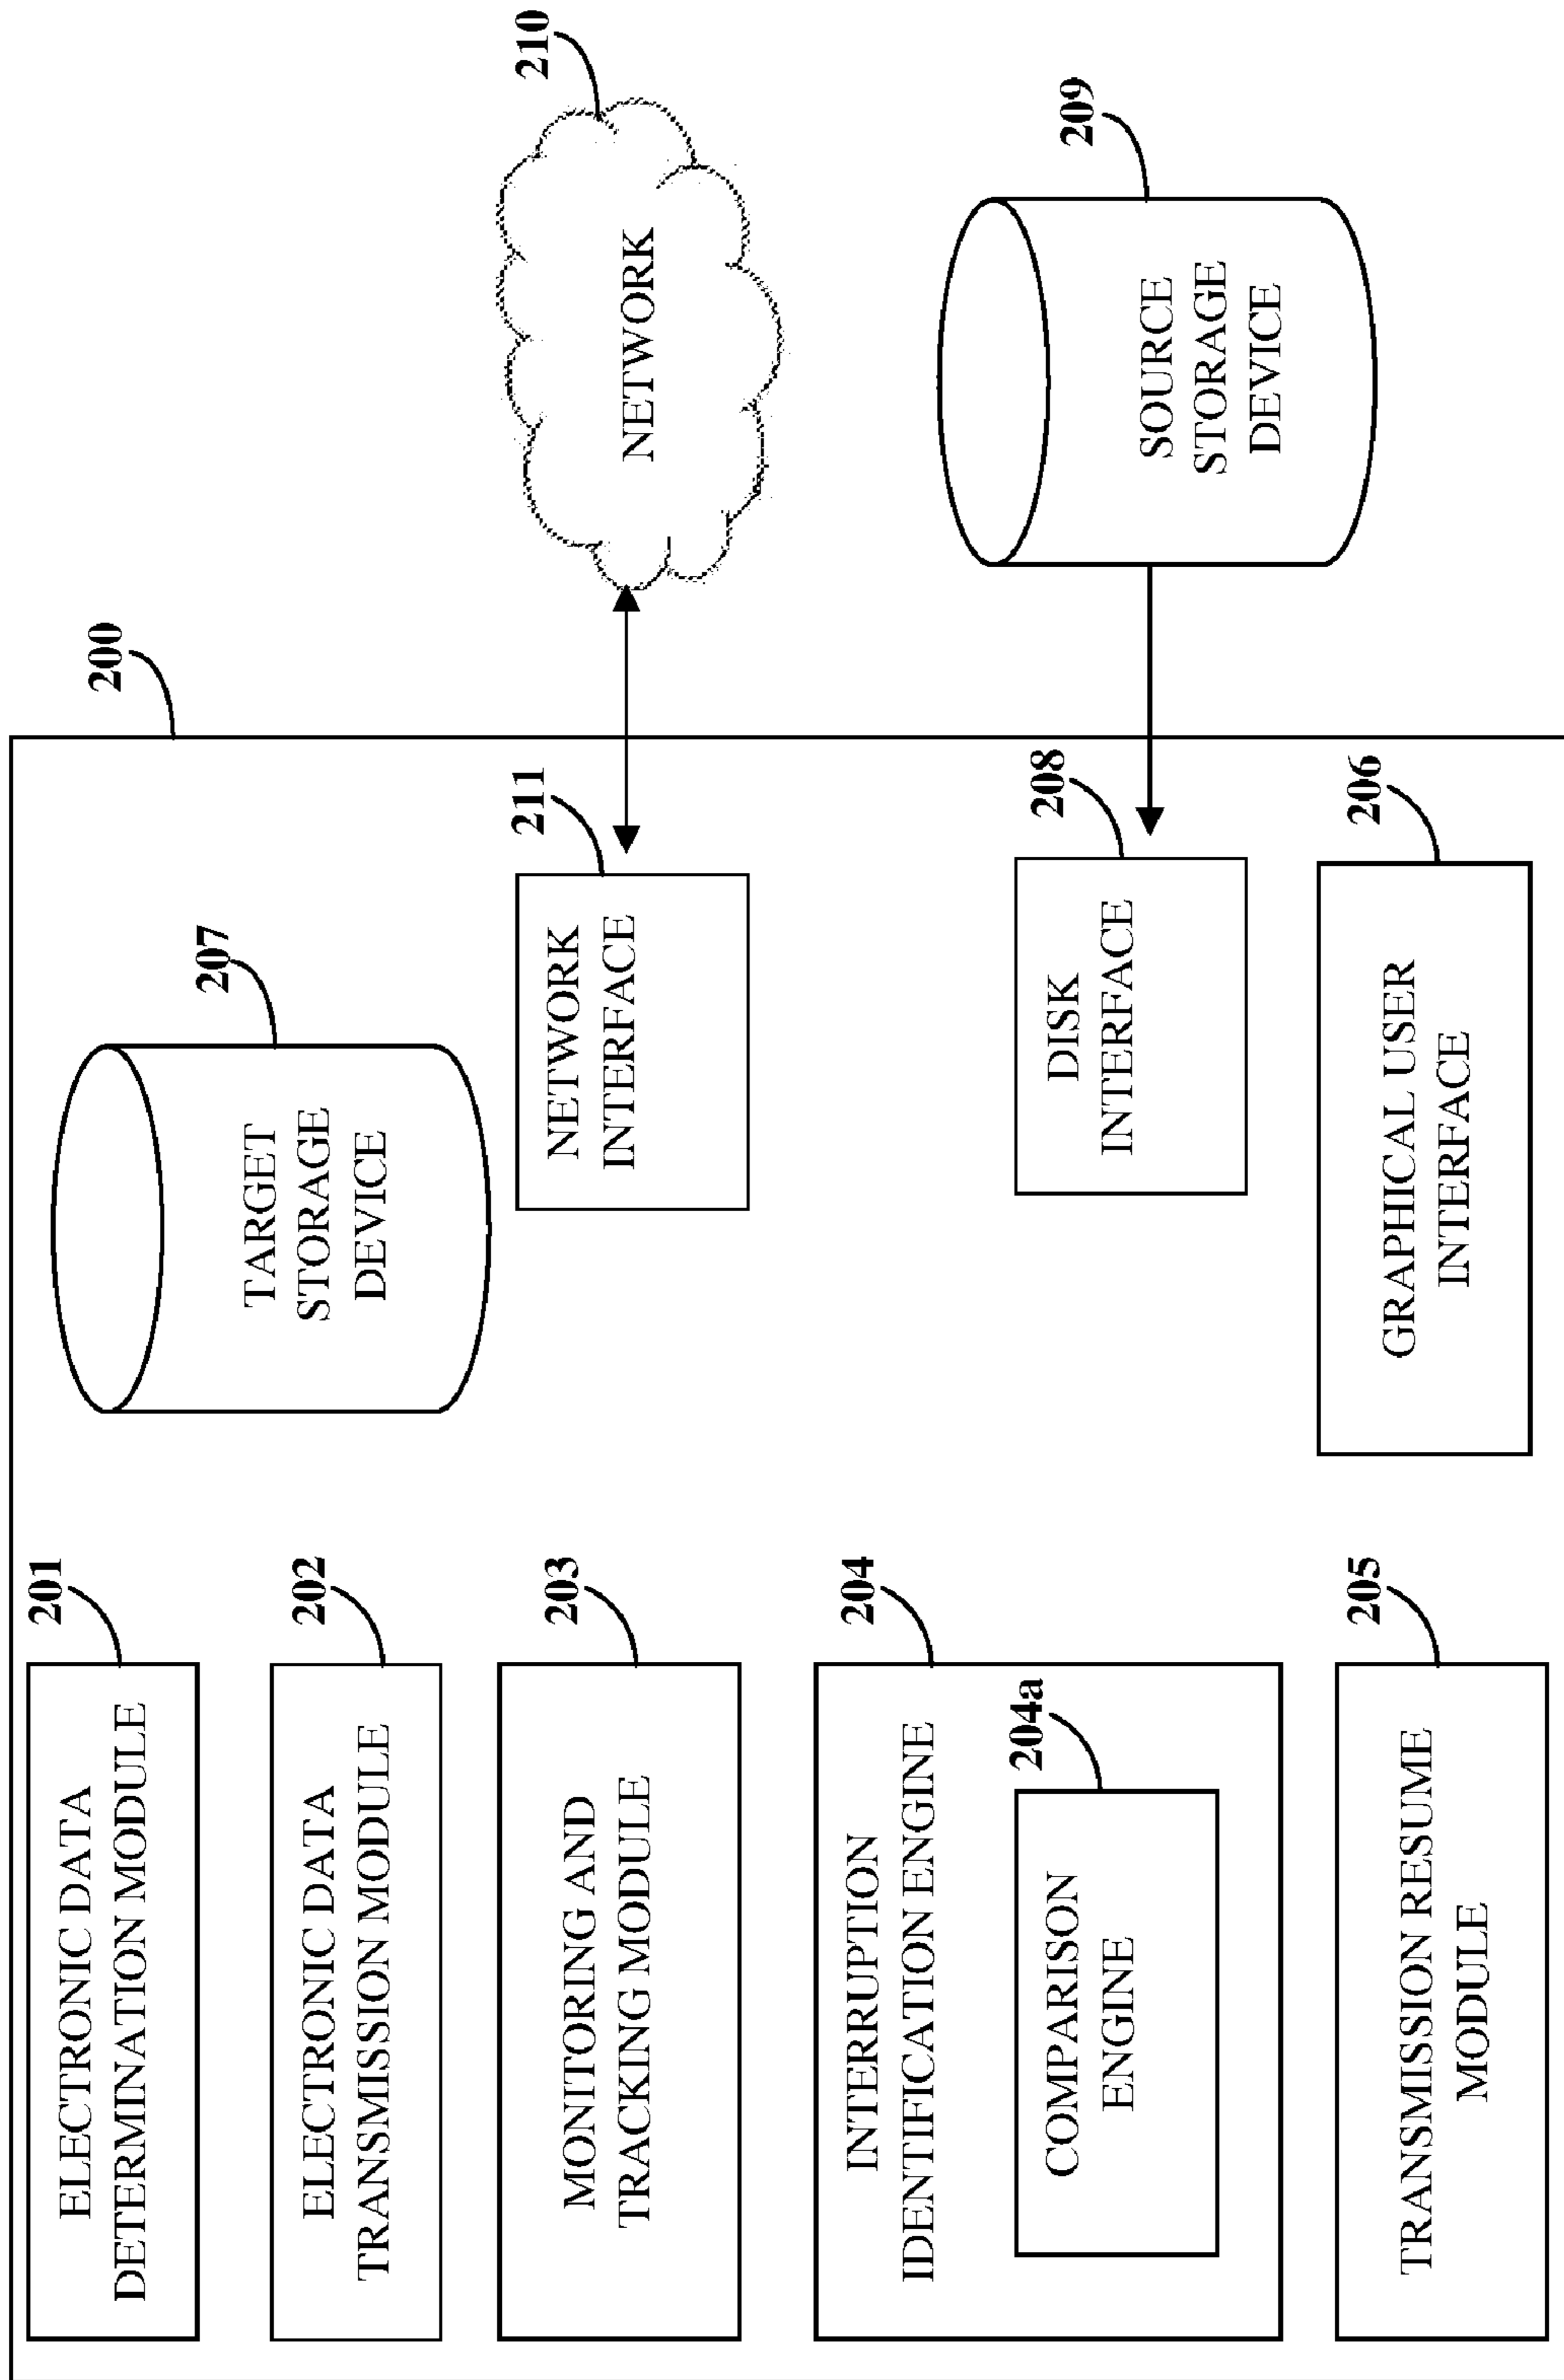 200
201
ELECTRONIC DATA
DETERMINATION MODULE
202
ELECTRONIC DATA
TRANSMISSION MODULE
203
MONITORING AND
TRACKING MODULE
204
INTERRUPTION
IDENTIFICATION ENGINE
204a
COMPARISON
ENGINE
205
TRANSMISSION RESUME
MODULE
207
TARGET
STORAGE
DEVICE
211
NETWORK
INTERFACE
208
DISK
INTERFACE
206
GRAPHICAL USER
INTERFACE
210
NETWORK
209
SOURCE
STORAGE
DEVICE